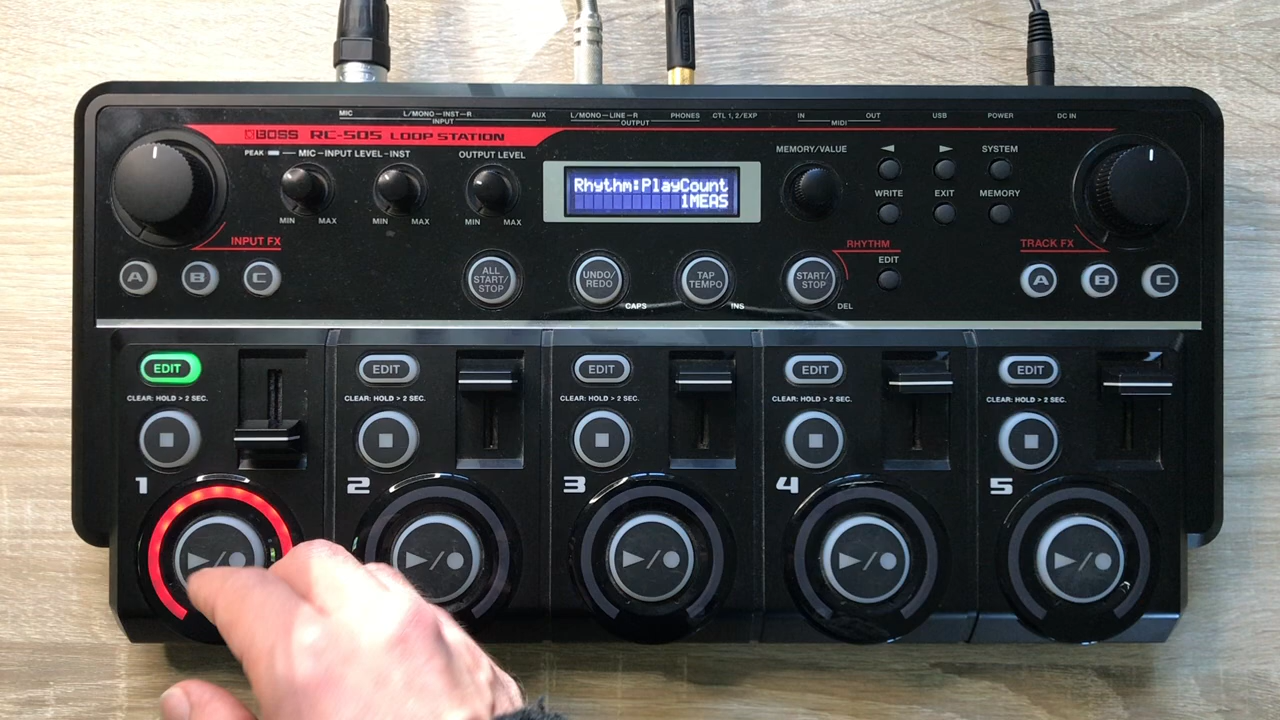 MIC L/MONO—INST—R AUX L/MONO—LINE—R PHONES CTL 1, 2/EXP IN OUT USB POWER DC IN
INPUT OUTPUT MIDI
BOSS RC-505 LOOP STATION
PEAK MIC—INPUT LEVEL—INST OUTPUT LEVEL MEMORY/VALUE SYSTEM
Rhythm:PlayCount
1MEAS
WRITE EXIT MEMORY
MIN MAX MIN MAX MIN MAX
INPUT FX RHYTHM TRACK FX
EDIT
A B C ALL START/STOP UNDO/REDO TAP TEMPO START/STOP A B C
CAPS INS DEL
EDIT EDIT EDIT EDIT EDIT
CLEAR: HOLD > 2 SEC. CLEAR: HOLD > 2 SEC. CLEAR: HOLD > 2 SEC. CLEAR: HOLD > 2 SEC. CLEAR: HOLD > 2 SEC.
1 2 3 4 5